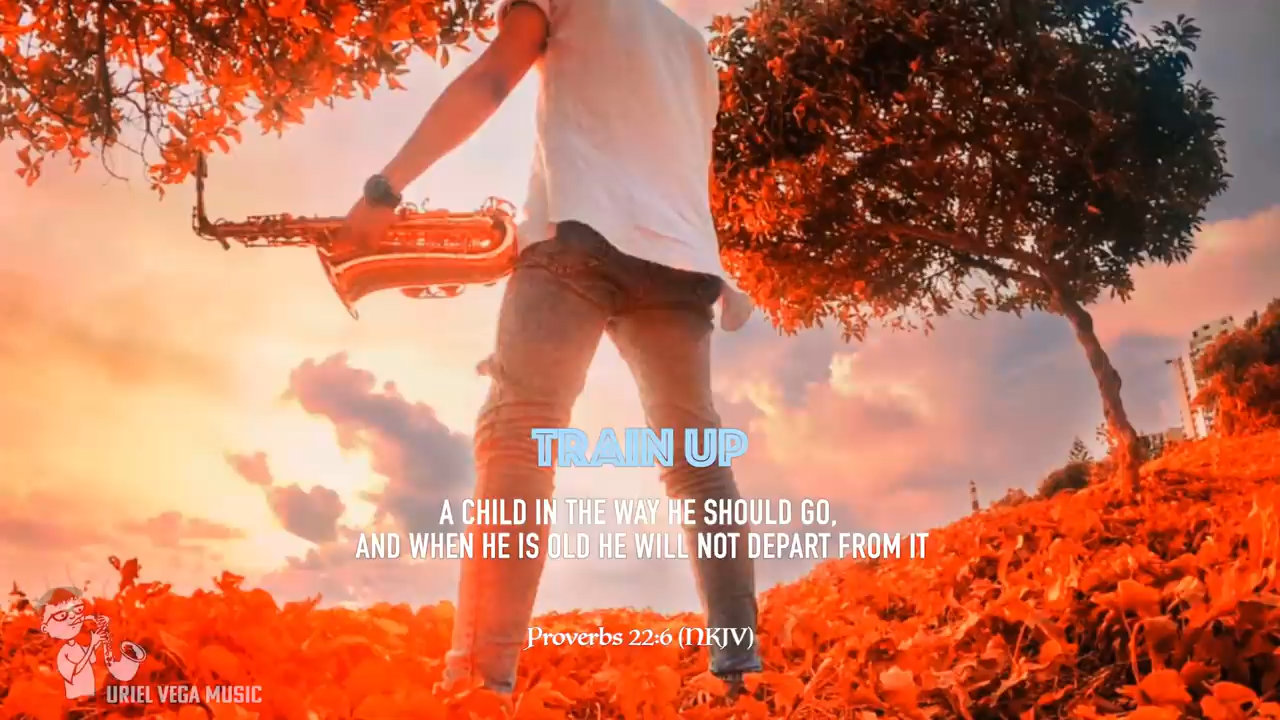 TRAIN UP
A CHILD IN THE WAY HE SHOULD GO,
AND WHEN HE IS OLD HE WILL NOT DEPART FROM IT
Proverbs 22:6 (NKJV)
URIEL VEGA MUSIC